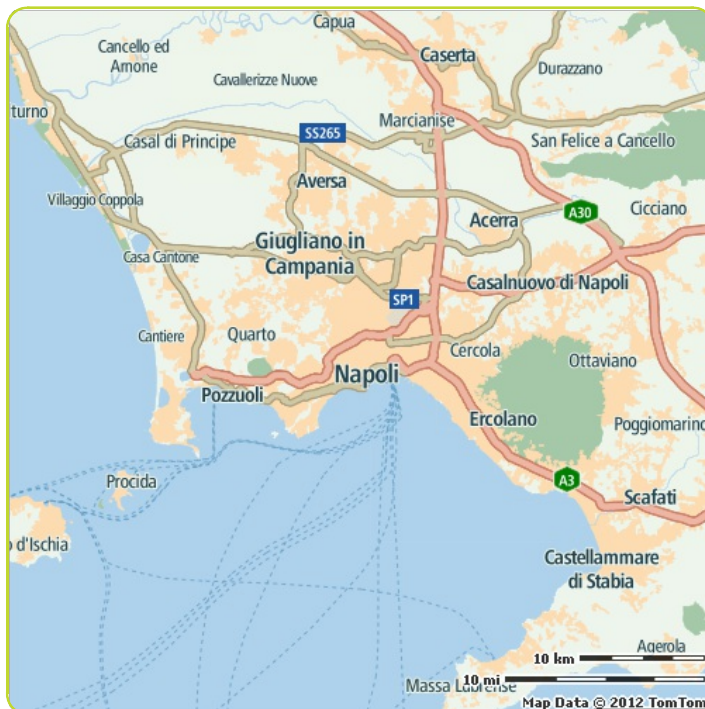 Capua
Cancello ed
Arnone
Caserta
Durazzano
Cavallerizze Nuove
turno
Marcianise
SS265
Casal di Principe
San Felice a Cancello
Aversa
Villaggio Coppola
Acerra
A30
Cicciano
Giugliano in
Campania
Casa Cantone
Casalnuovo di Napoli
SP1
Cantiere
Quarto
Cercola
Ottaviano
Napoli
Pozzuoli
Ercolano
Poggiomarino
Procida
A3
Scafati
o d'Ischia
Castellammare
di Stabia
Agerola
10 km
10 mi
Massa Lubrense
Map Data © 2012 TomTom